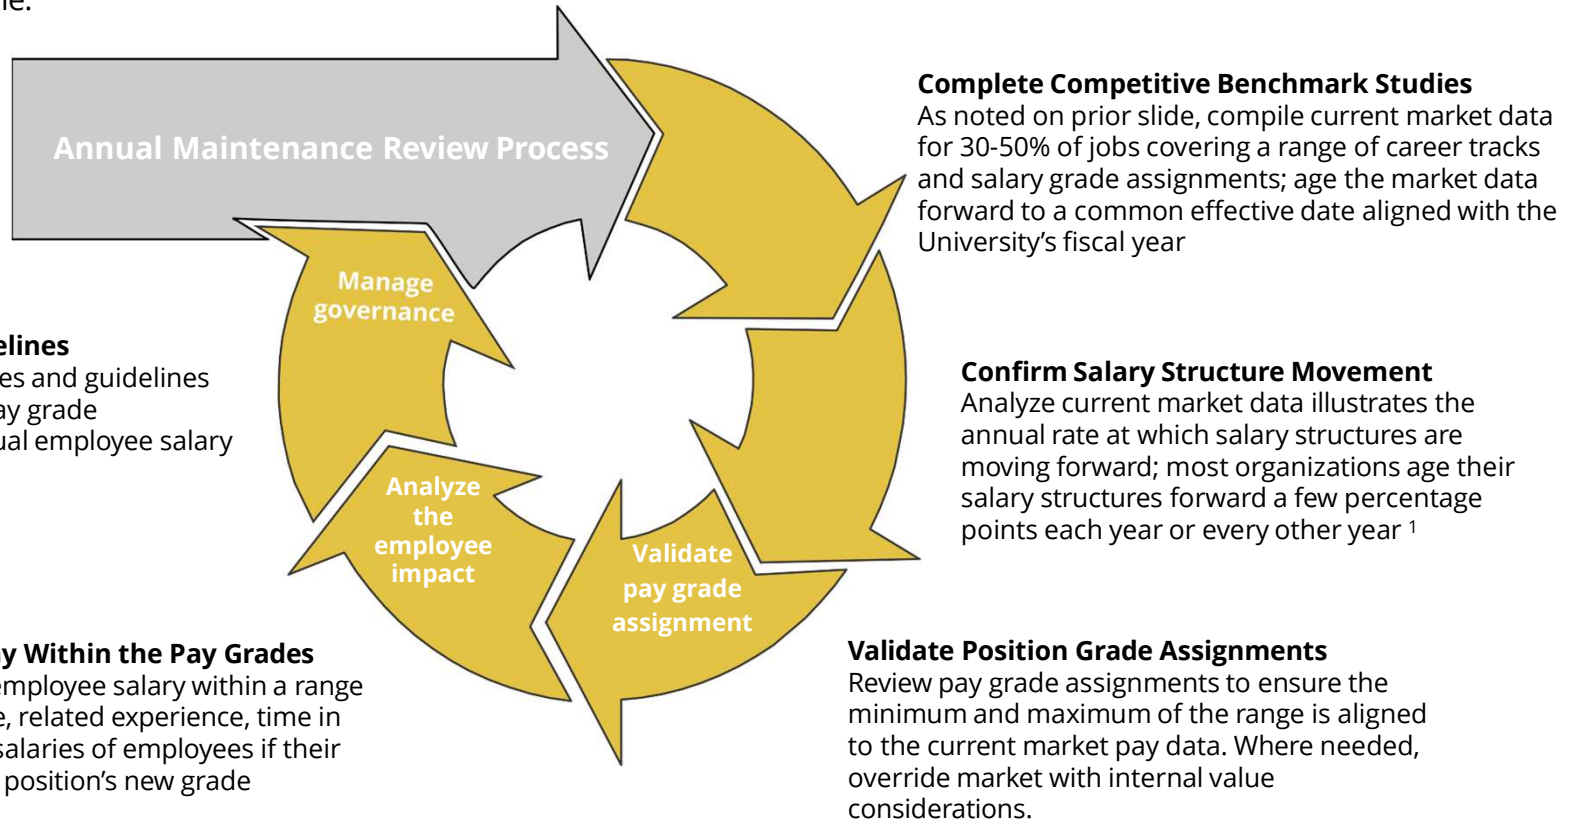 Annual Maintenance Review Process
Complete Competitive Benchmark Studies
As noted on prior slide, compile current market data
for 30-50% of jobs covering a range of career tracks
and salary grade assignments; age the market data
forward to a common effective date aligned with the
University’s fiscal year
Confirm Salary Structure Movement
Analyze current market data illustrates the
annual rate at which salary structures are
moving forward; most organizations age their
salary structures forward a few percentage
points each year or every other year 1
Validate
pay grade
assignment
Validate Position Grade Assignments
Review pay grade assignments to ensure the
minimum and maximum of the range is aligned
to the current market pay data. Where needed,
override market with internal value
considerations.
Analyze
the
employee
impact
Within the Pay Grades
employee salary within a range
related experience, time in
salaries of employees if their
position’s new grade
Manage
governance
and guidelines
grade
employee salary